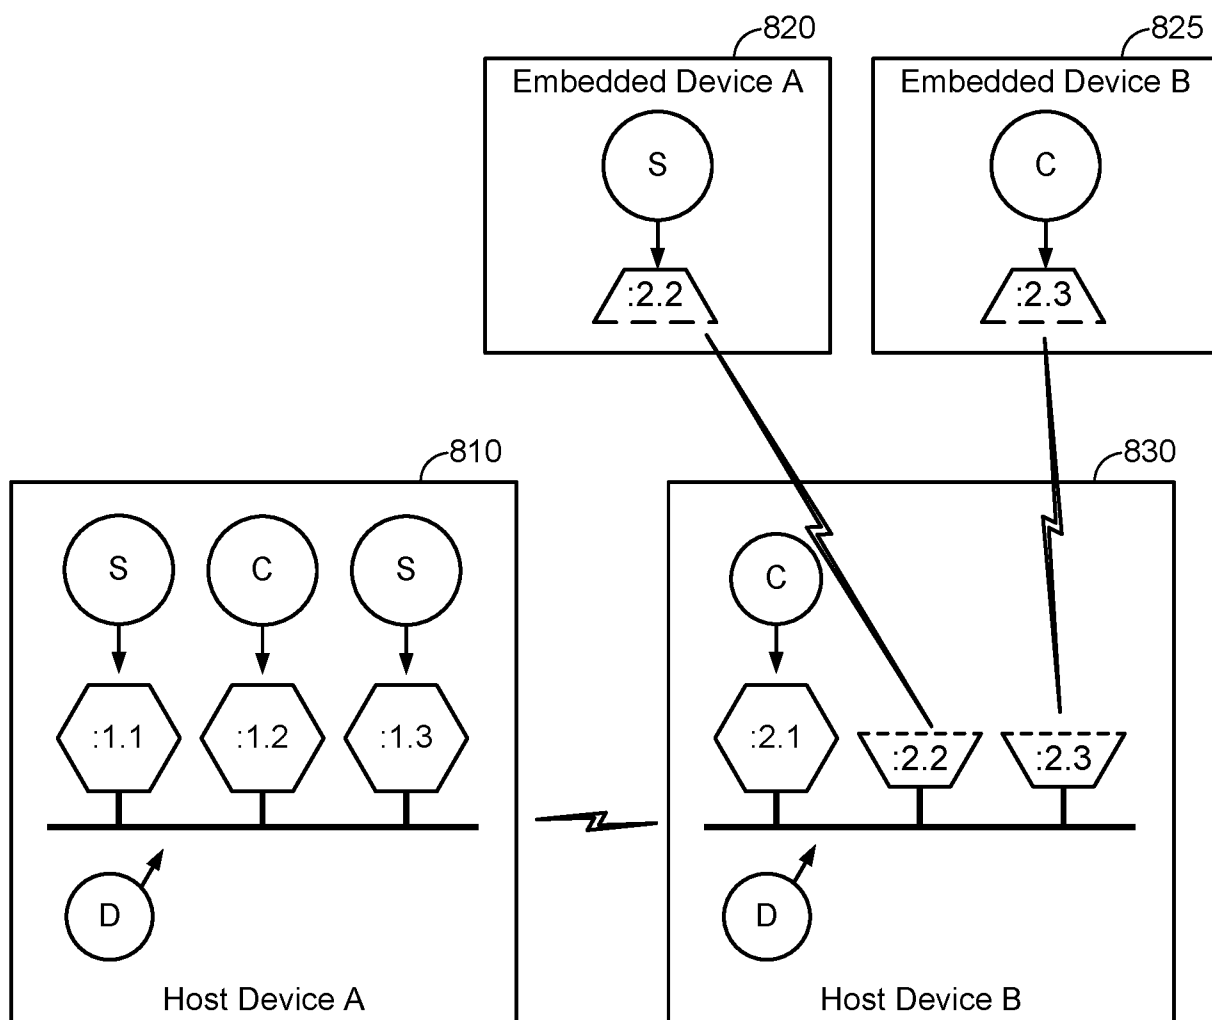 820
825
Embedded Device A
Embedded Device B
S
C
:2.2
:2.3
810
830
S
C
S
C
:1.1
:1.2
:1.3
:2.1
:2.2
:2.3
D
D
Host Device A
Host Device B